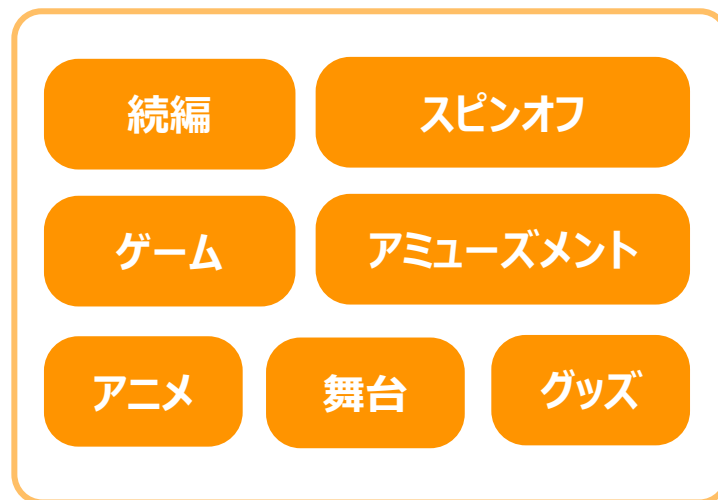 続編
スピンオフ
ゲーム
アミューズメント
アニメ
舞台
グッズ